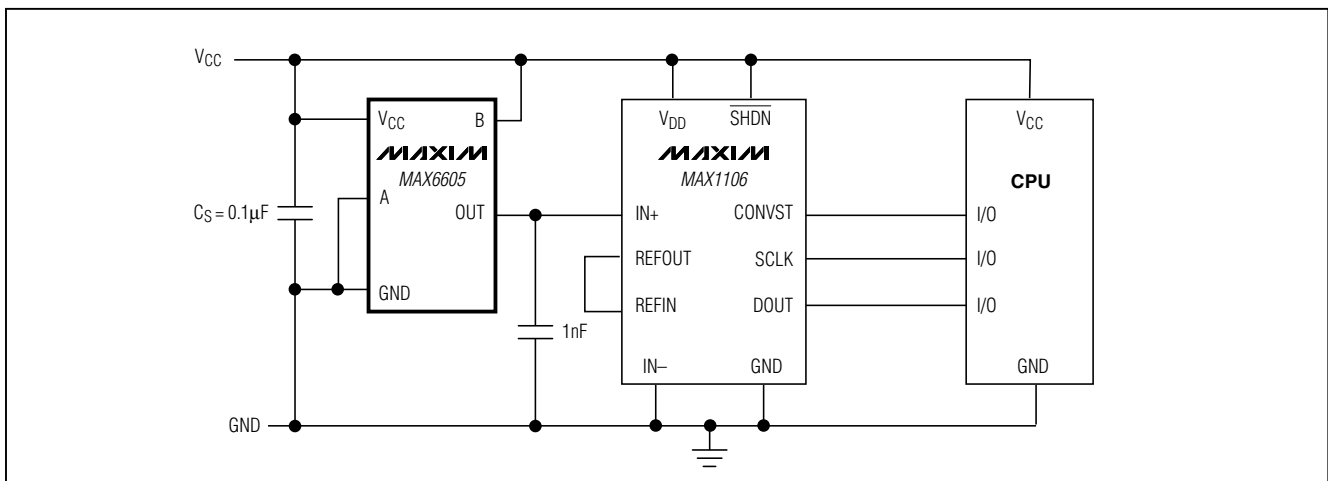 VCC
VCC B
MAXIM
MAX6605
A
OUT
GND
CS = 0.1µF
1nF
VDD SHDN
MAXIM
MAX1106
IN+ CONVST
REFOUT SCLK
REFIN DOUT
IN– GND
VCC
CPU
I/O
I/O
I/O
GND
GND